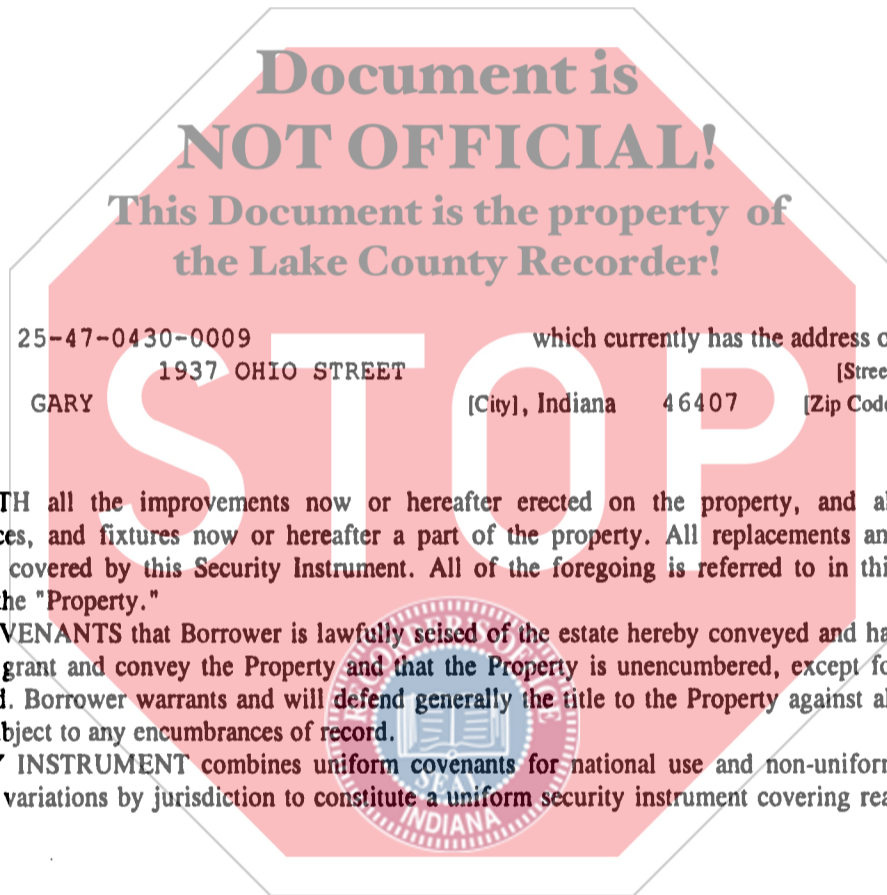 Document is
NOT OFFICIAL!
This Document is the property of
the Lake County Recorder!
STOP
25-47-0430-0009 which currently has the address o
1937 OHIO STREET [Stree
GARY [City], Indiana 46407 [Zip Code
TH all the improvements now or hereafter erected on the property, and al
ces, and fixtures now or hereafter a part of the property. All replacements an
covered by this Security Instrument. All of the foregoing is referred to in thi
the "Property."
VENANTS that Borrower is lawfully seised of the estate hereby conveyed and ha
grant and convey the Property and that the Property is unencumbered, except fo
d. Borrower warrants and will defend generally the title to the Property against al
bject to any encumbrances of record.
Y INSTRUMENT combines uniform covenants for national use and non-uniform
variations by jurisdiction to constitute a uniform security instrument covering rea
RECORDER'S OFFICE
SEAL
INDIANA